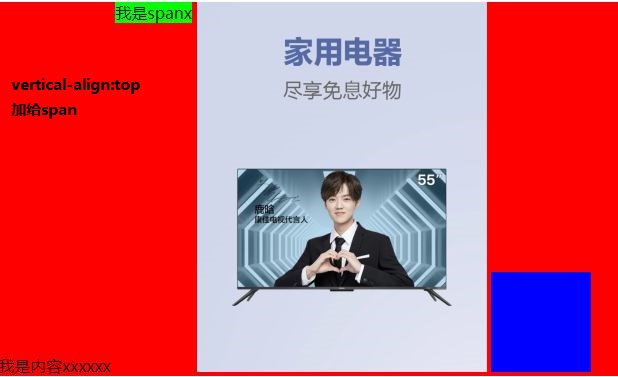 我是spanx
家用电器
尽享免息好物
vertical-align:top
加给span
55”
鹿晗
康佳电视代言人
我是内容xxxxxx